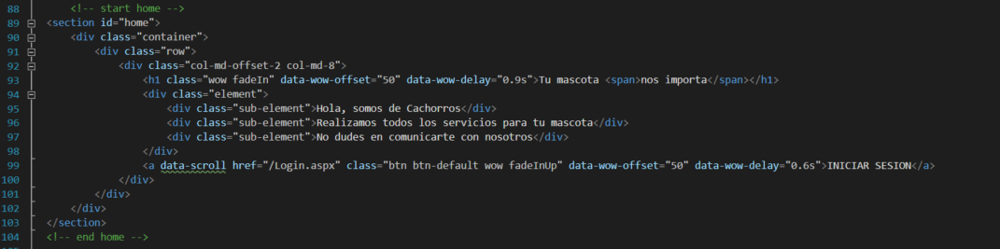 88 <!-- start home -->
89 <section id="home">
90 <div class="container">
91 <div class="row">
92 <div class="col-md-offset-2 col-md-8">
93 <h1 class="wow fadeIn" data-wow-offset="50" data-wow-delay="0.9s">Tu mascota <span>nos importa</span></h1>
94 <div class="element">
95 <div class="sub-element">Hola, somos de Cachorros</div>
96 <div class="sub-element">Realizamos todos los servicios para tu mascota</div>
97 <div class="sub-element">No dudes en comunicarte con nosotros</div>
98 </div>
99 <a data-scroll href="/Login.aspx" class="btn btn-default wow fadeInUp" data-wow-offset="50" data-wow-delay="0.6s">INICIAR SESION</a>
100 </div>
101 </div>
102 </div>
103 </section>
104 <!-- end home -->